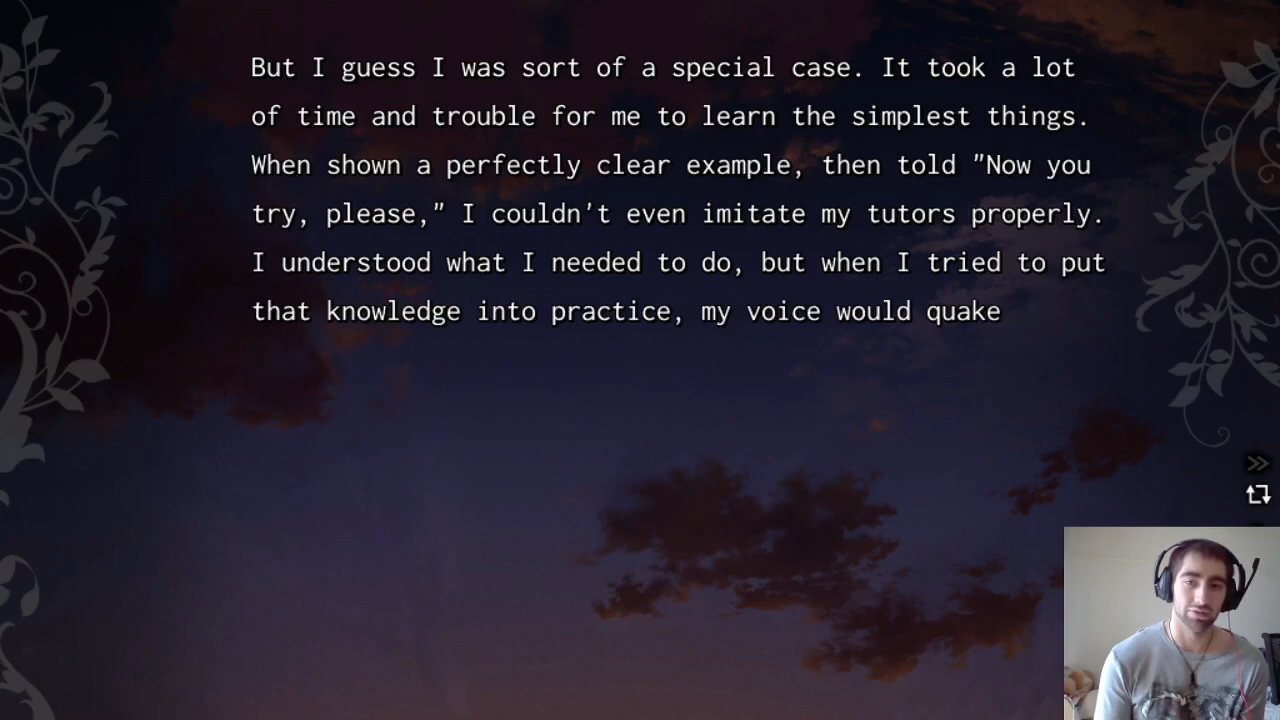 But I guess I was sort of a special case. It took a lot
of time and trouble for me to learn the simplest things.
When shown a perfectly clear example, then told "Now you
try, please," I couldn't even imitate my tutors properly.
I understood what I needed to do, but when I tried to put
that knowledge into practice, my voice would quake